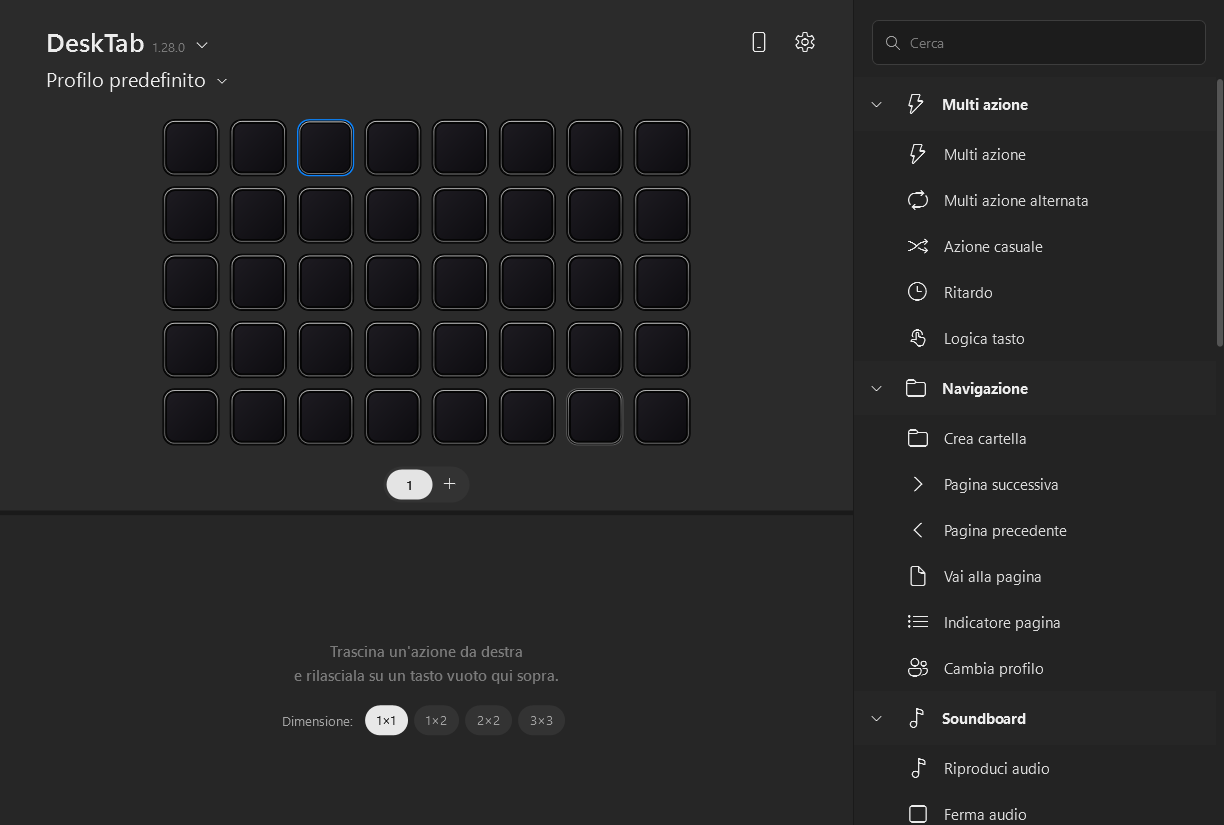 DeskTab 1.28.0
Profilo predefinito
1 +
Trascina un'azione da destra
e rilasciala su un tasto vuoto qui sopra.
Dimensione: 1×1 1×2 2×2 3×3
Cerca
Multi azione
Multi azione
Multi azione alternata
Azione casuale
Ritardo
Logica tasto
Navigazione
Crea cartella
Pagina successiva
Pagina precedente
Vai alla pagina
Indicatore pagina
Cambia profilo
Soundboard
Riproduci audio
Ferma audio